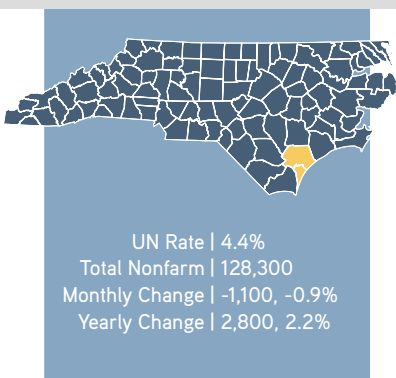 UN Rate | 4.4%
Total Nonfarm | 128,300
Monthly Change | -1,100, -0.9%
Yearly Change | 2,800, 2.2%